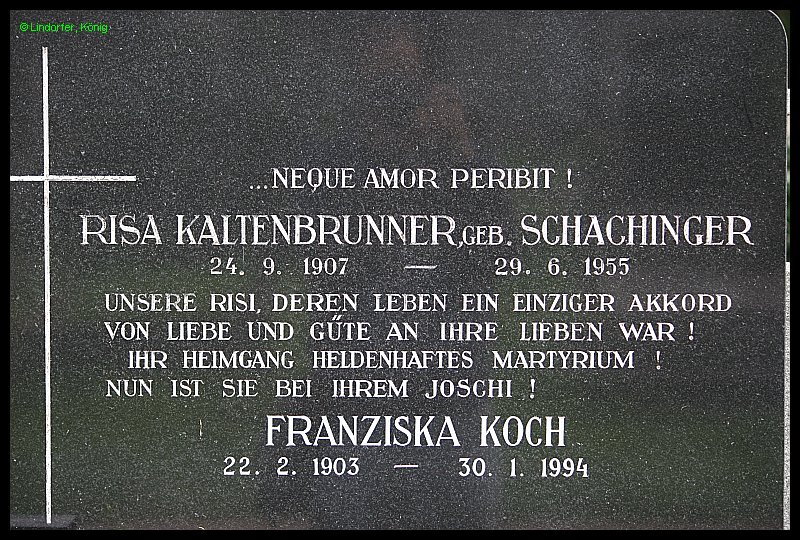 © Lindorfer, König
...NEQUE AMOR PERIBIT !
RISA KALTENBRUNNER, GEB. SCHACHINGER
24. 9. 1907 — 29. 6. 1955
UNSERE RISI, DEREN LEBEN EIN EINZIGER AKKORD
VON LIEBE UND GŰTE AN IHRE LIEBEN WAR !
IHR HEIMGANG HELDENHAFTES MARTYRIUM !
NUN IST SIE BEI IHREM JOSCHI !
FRANZISKA KOCH
22. 2. 1903 — 30. 1. 1994